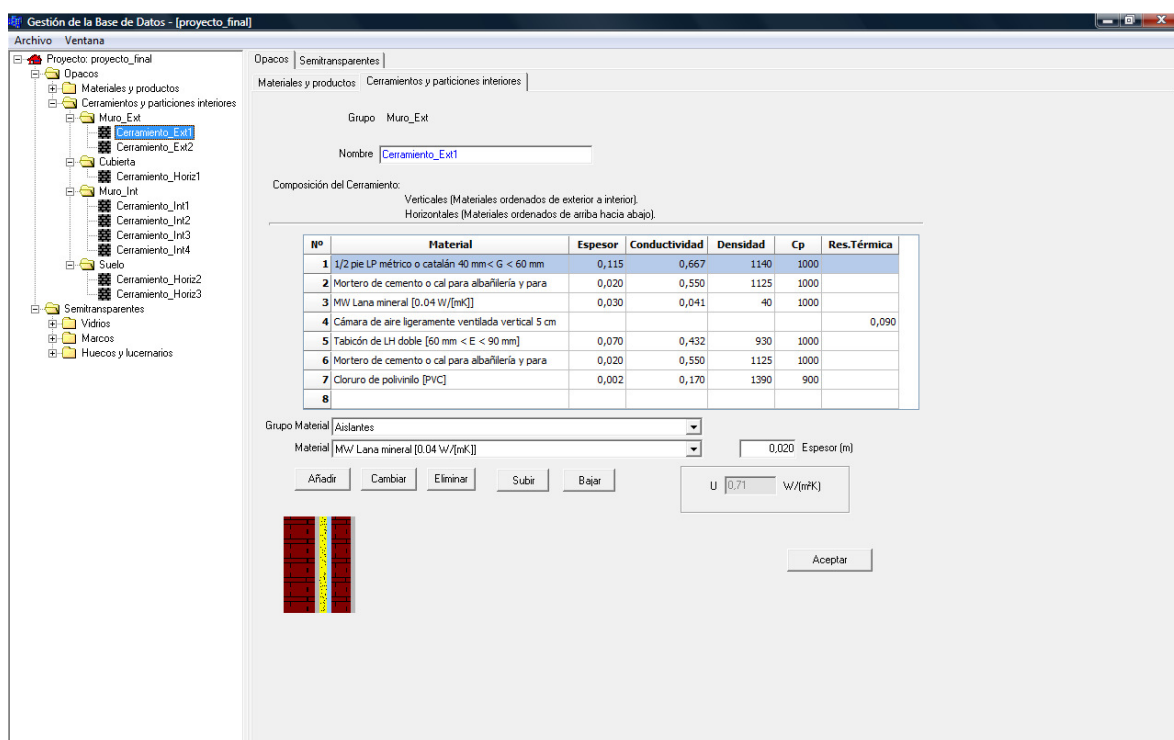 Gestión de la Base de Datos - [proyecto_final]
Archivo Ventana
Proyecto: proyecto_final
Opacos
Materiales y productos
Cerramientos y particiones interiores
Muro_Ext
Cerramiento_Ext1
Cerramiento_Ext2
Cubierta
Cerramiento_Horiz1
Muro_Int
Cerramiento_Int1
Cerramiento_Int2
Cerramiento_Int3
Cerramiento_Int4
Suelo
Cerramiento_Horiz2
Cerramiento_Horiz3
Semitransparentes
Vidrios
Marcos
Huecos y lucernarios
Opacos Semitransparentes
Materiales y productos Cerramientos y particiones interiores
Grupo Muro_Ext
Nombre Cerramiento_Ext1
Composición del Cerramiento:
Verticales (Materiales ordenados de exterior a interior).
Horizontales (Materiales ordenados de arriba hacia abajo).
Nº Material Espesor Conductividad Densidad Cp Res.Térmica
1 1/2 pie LP métrico o catalán 40 mm< G < 60 mm 0,115 0,667 1140 1000
2 Mortero de cemento o cal para albañilería y para 0,020 0,550 1125 1000
3 MW Lana mineral [0.04 W/[mK]] 0,030 0,041 40 1000
4 Cámara de aire ligeramente ventilada vertical 5 cm 0,090
5 Tabicón de LH doble [60 mm < E < 90 mm] 0,070 0,432 930 1000
6 Mortero de cemento o cal para albañilería y para 0,020 0,550 1125 1000
7 Cloruro de polivinilo [PVC] 0,002 0,170 1390 900
8
Grupo Material Aislantes
Material MW Lana mineral [0.04 W/[mK]] 0,020 Espesor (m)
Añadir Cambiar Eliminar Subir Bajar
U 0,71 W/(m²K)
Aceptar